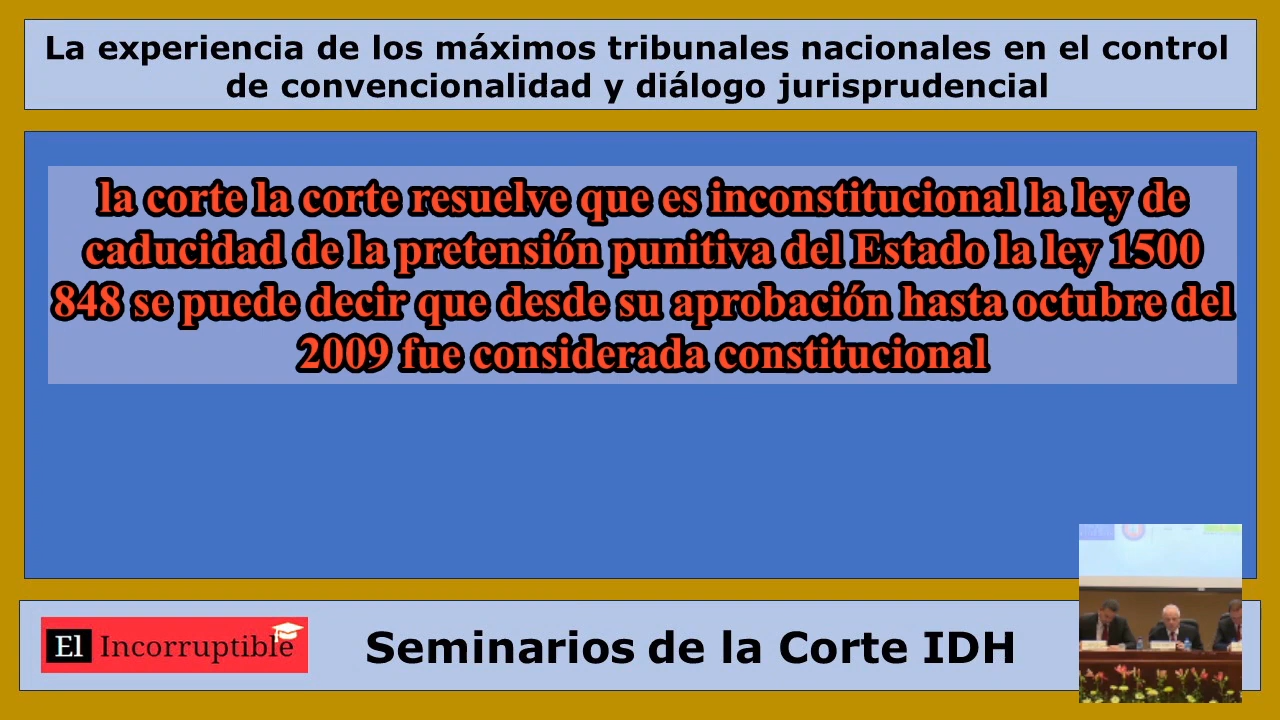 La experiencia de los máximos tribunales nacionales en el control
de convencionalidad y diálogo jurisprudencial
la corte la corte resuelve que es inconstitucional la ley de
caducidad de la pretensión punitiva del Estado la ley 1500
848 se puede decir que desde su aprobación hasta octubre del
2009 fue considerada constitucional
El Incorruptible
Seminarios de la Corte IDH